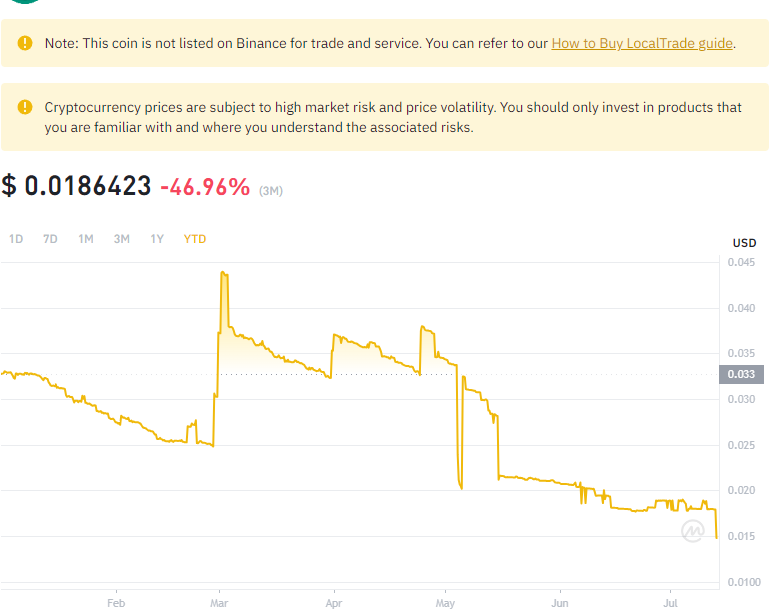 Note: This coin is not listed on Binance for trade and service. You can refer to our How to Buy LocalTrade guide.
Cryptocurrency prices are subject to high market risk and price volatility. You should only invest in products that
you are familiar with and where you understand the associated risks.
$ 0.0186423 -46.96% (3M)
1D 7D 1M 3M 1Y YTD
USD
0.045
0.040
0.035
0.033
0.030
0.025
0.020
0.015
0.0100
Feb Mar Apr May Jun Jul